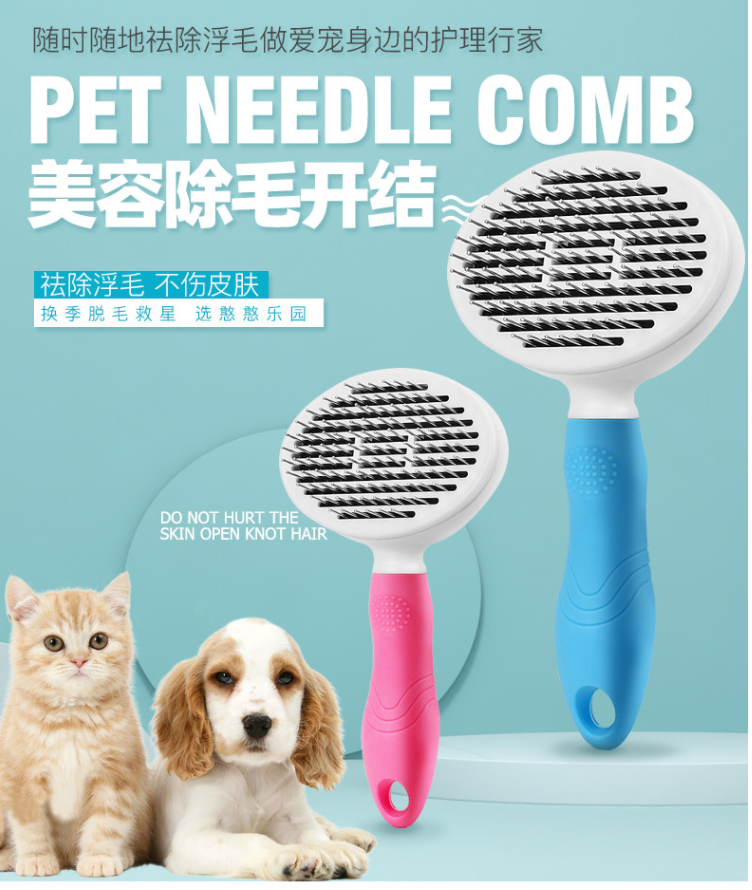 随时随地祛除浮毛做爱宠身边的护理行家
PET NEEDLE COMB
美容除毛开结
祛除浮毛 不伤皮肤
换季脱毛救星 选憨憨乐园
DO NOT HURT THE
SKIN OPEN KNOT HAIR